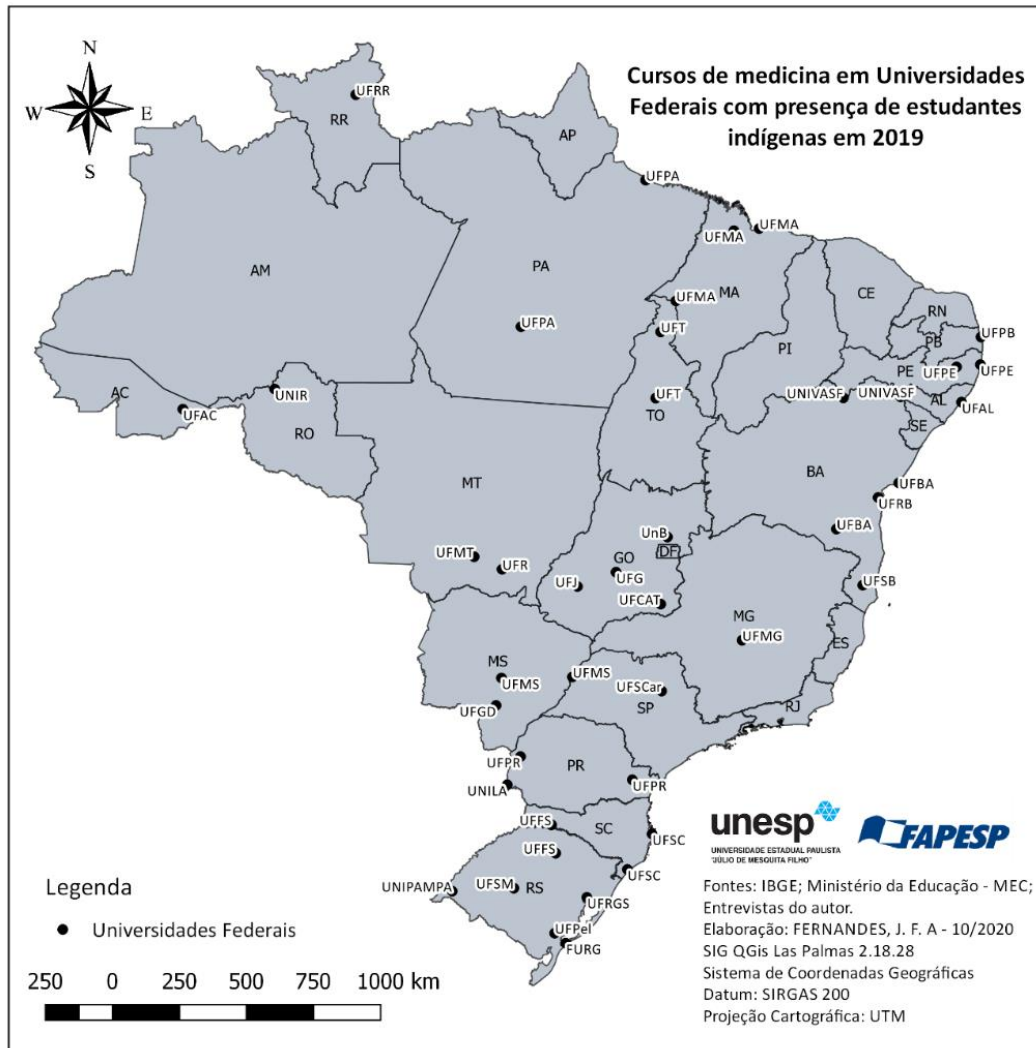 N
W
E
S
Cursos de medicina em Universidades
Federais com presença de estudantes
indígenas em 2019
UFRR
RR
AP
UFPA
UFMA
UFMA
AM
PA
UFMA
MA
CE
RN
UFPA
UFT
PI
PB
UFPB
AC
UNIR
PE
UFPE
UFPE
UFAC
UFT
UNIVASF
UNIVASF
AL
UFAL
RO
TO
SE
MT
BA
UFBA
UFRB
UnB
UFBA
UFMT
GO
DF
UFR
UFJ
UFG
UFSB
UFCAT
MG
UFMG
ES
MS
UFMS
UFMS
UFSCar
UFGD
SP
RJ
UFPR
PR
UFPR
UNILA
UFFS
SC
UFSC
UFFS
UFSC
UNIPAMPA
UFSM
RS
UFRGS
UFPel
FURG
unesp
UNIVERSIDADE ESTADUAL PAULISTA
"JÚLIO DE MESQUITA FILHO"
FAPESP
Legenda
Universidades Federais
250 0 250 500 750 1000 km
Fontes: IBGE; Ministério da Educação - MEC;
Entrevistas do autor.
Elaboração: FERNANDES, J. F. A - 10/2020
SIG QGis Las Palmas 2.18.28
Sistema de Coordenadas Geográficas
Datum: SIRGAS 200
Projeção Cartográfica: UTM